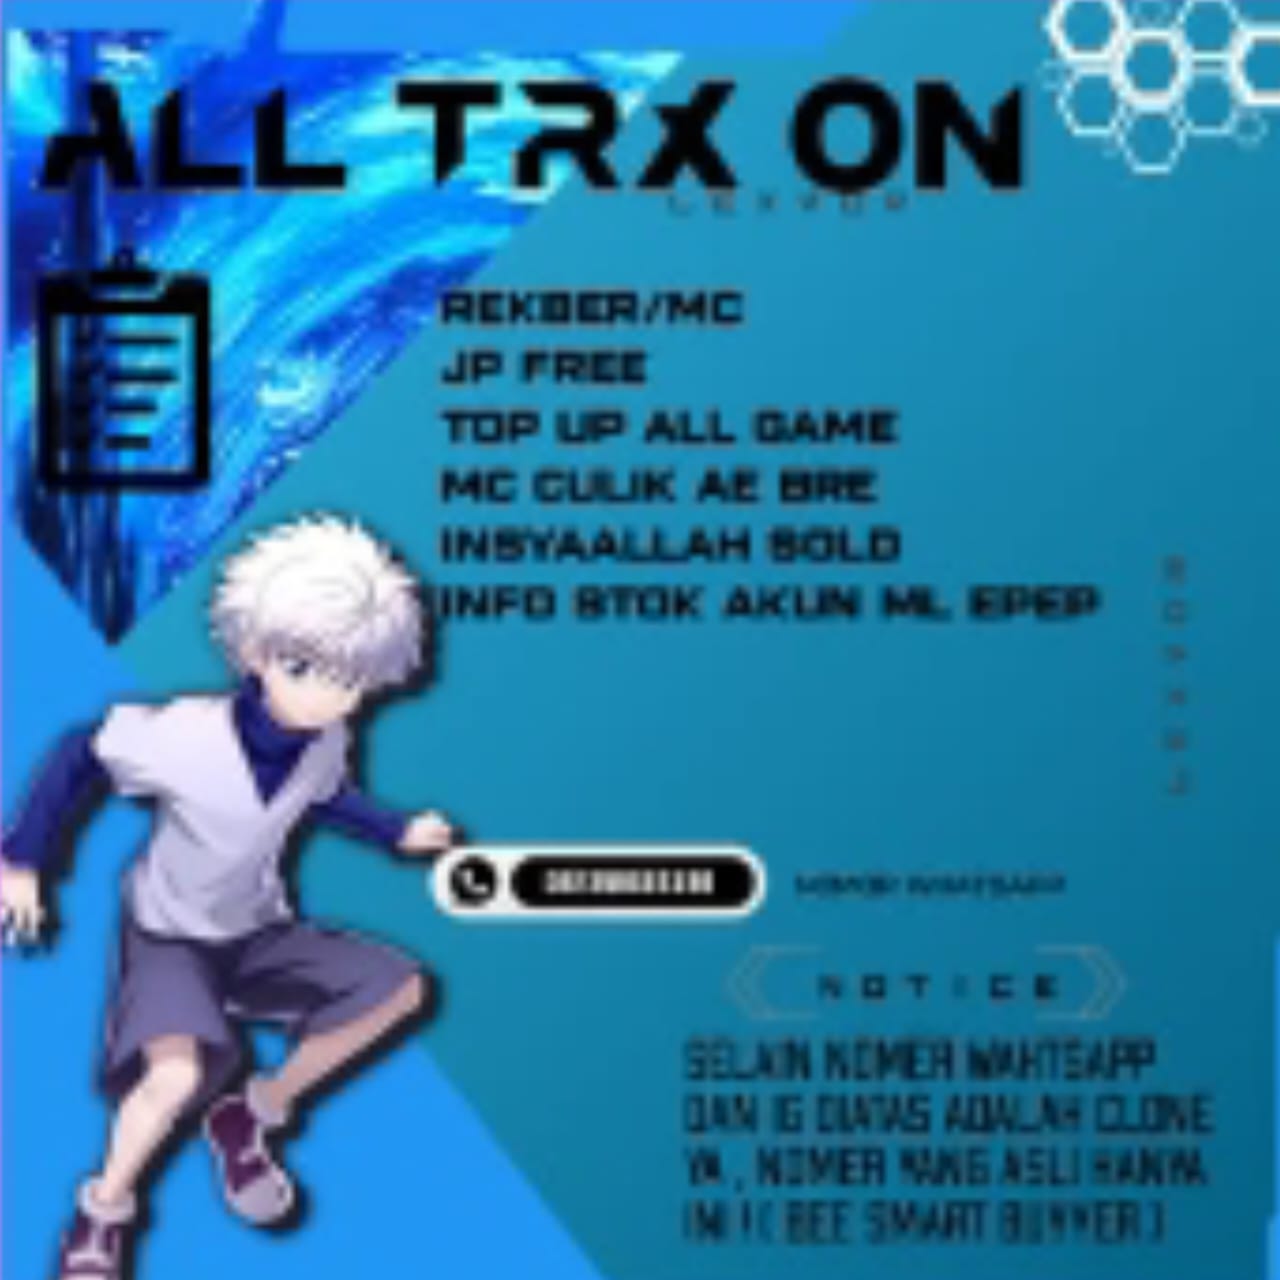 ALL TRX ON
REKBER/MC
JP FREE
TOP UP ALL GAME
MC CULIK AE BRE
INSYAALLAH SOLD
INFO STOK AKUN ML EPEP
NOMOR WAHTSAPP
NOTICE
SELAIN NOMER WAHTSAPP
DAN IG DIATAS ADALAH CLONE
YA , NOMER YANG ASLI HANYA
INI !( BEE SMART BUYYER )